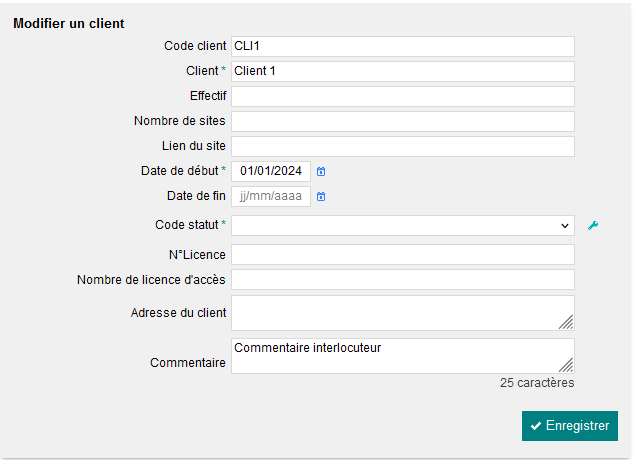 Modifier un client
Code client CLI1
Client * Client 1
Effectif
Nombre de sites
Lien du site
Date de début * 01/01/2024
Date de fin jj/mm/aaaa
Code statut *
N°Licence
Nombre de licence d'accès
Adresse du client
Commentaire Commentaire interlocuteur
25 caractères
Enregistrer